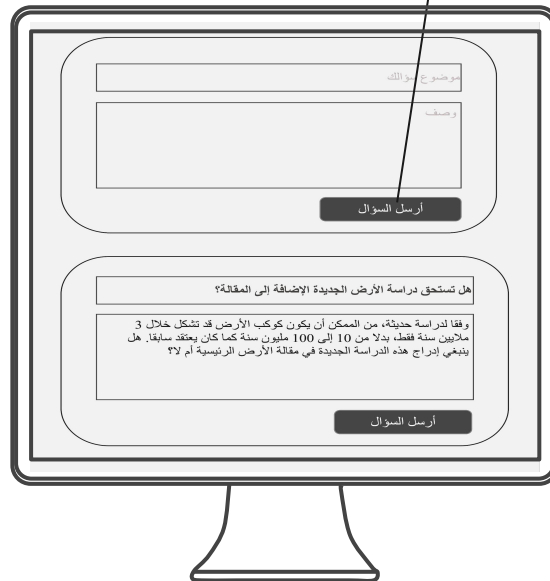 موضوع سؤالك
وصف
أرسل السؤال
هل تستحق دراسة الأرض الجديدة الإضافة إلى المقالة؟
وفقا لدراسة حديثة، من الممكن أن يكون كوكب الأرض قد تشكل خلال 3
ملايين سنة فقط، بدلا من 10 إلى 100 مليون سنة كما كان يعتقد سابقا. هل
ينبغي إدراج هذه الدراسة الجديدة في مقالة الأرض الرئيسية أم لا؟
أرسل السؤال